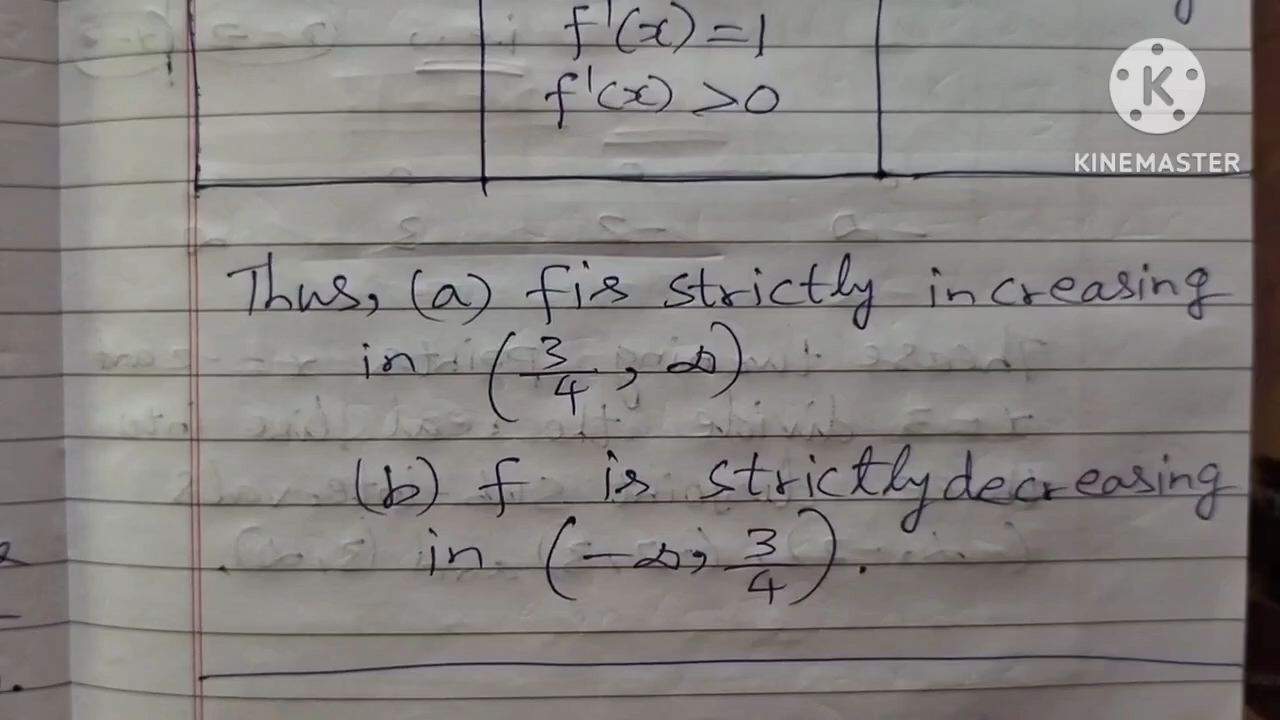 f'(x) = 1
f'(x) > 0
K
KINEMASTER
Thus, (a) f is strictly increasing
in (3/4, ∞)
(b) f is strictly decreasing
in (-∞, 3/4).